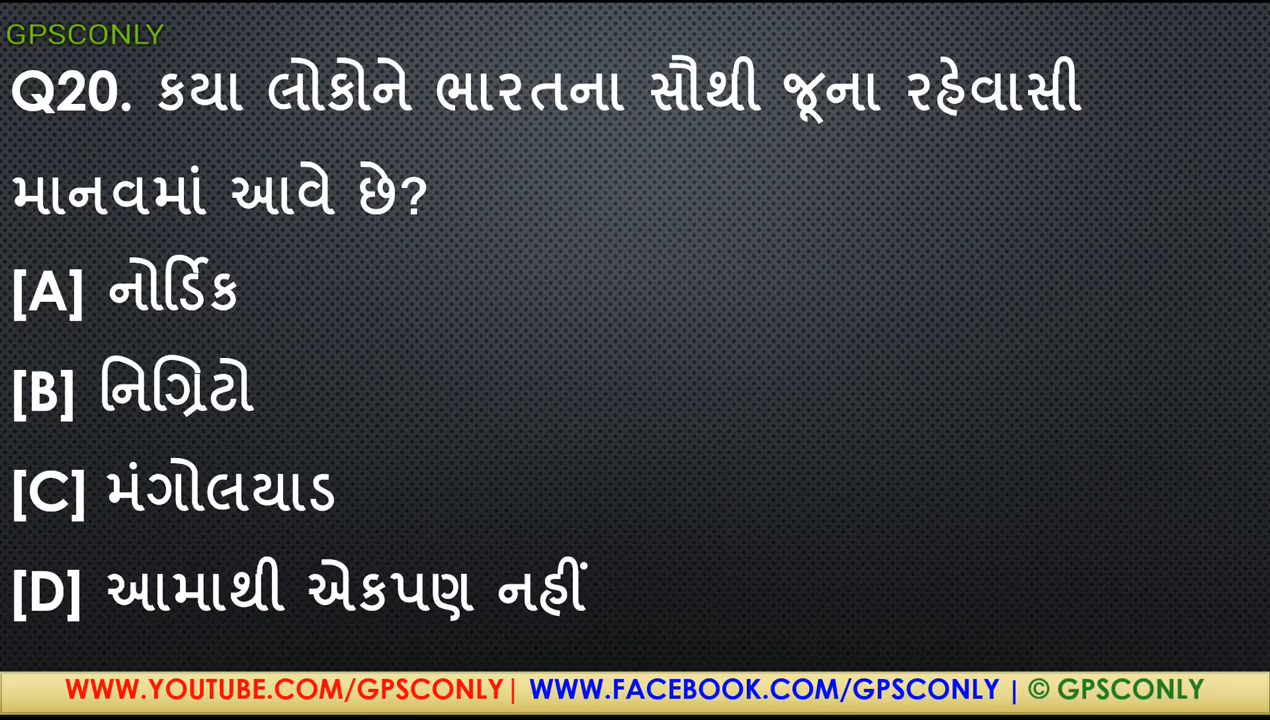 GPSCONLY
Q20. કયા લોકોને ભારતના સૌથી જૂના રહેવાસી
માનવમાં આવે છે?
[A] નોર્ડિક
[B] નિગ્રિટો
[C] મંગોલયાડ
[D] આમાથી એકપણ નહીં
WWW.YOUTUBE.COM/GPSCONLY| WWW.FACEBOOK.COM/GPSCONLY | © GPSCONLY